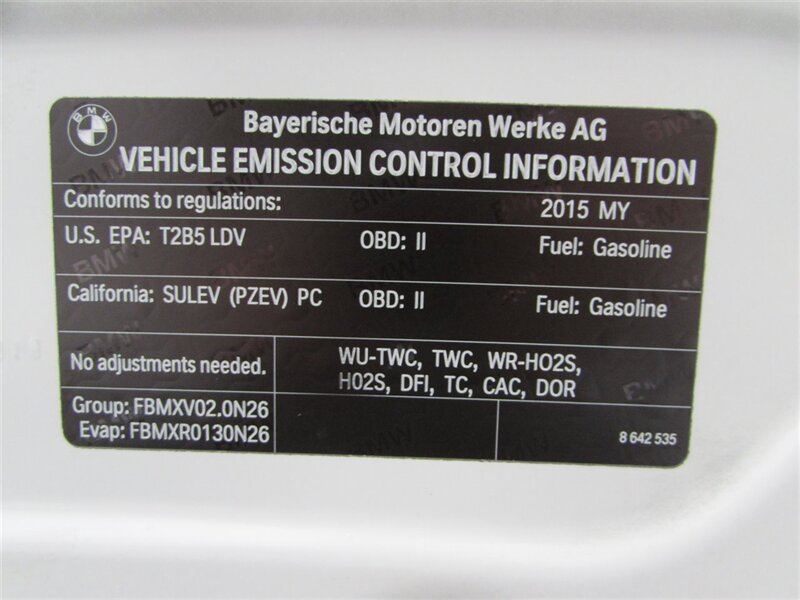 BMW
Bayerische Motoren Werke AG
VEHICLE EMISSION CONTROL INFORMATION
Conforms to regulations: 2015 MY
U.S. EPA: T2B5 LDV OBD: II Fuel: Gasoline
California: SULEV (PZEV) PC OBD: II Fuel: Gasoline
No adjustments needed.
WU-TWC, TWC, WR-HO2S,
HO2S, DFI, TC, CAC, DOR
Group: FBMXV02.0N26
Evap: FBMXR0130N26
8 642 535